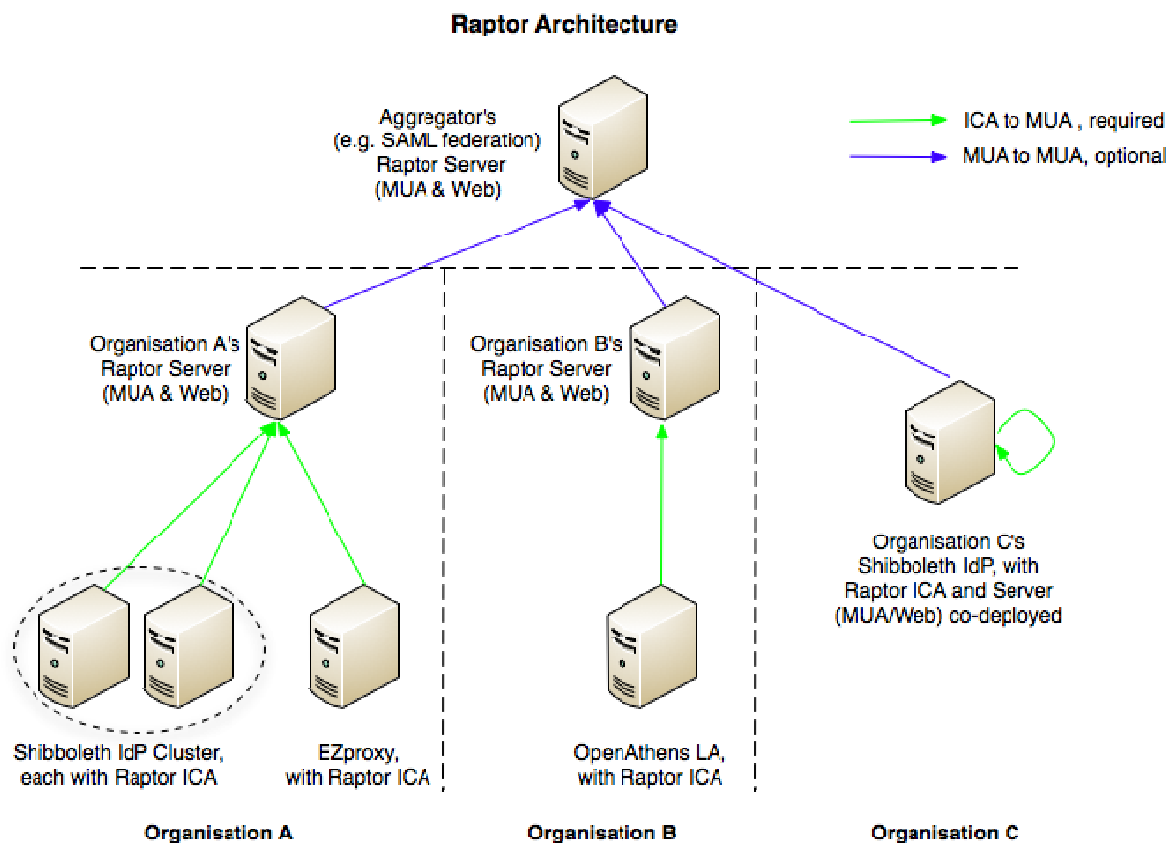 Raptor Architecture
Aggregator's
(e.g. SAML federation)
Raptor Server
(MUA & Web)
ICA to MUA , required
MUA to MUA, optional
Organisation A's
Raptor Server
(MUA & Web)
Organisation B's
Raptor Server
(MUA & Web)
Organisation C's
Shibboleth IdP, with
Raptor ICA and Server
(MUA/Web) co-deployed
Shibboleth IdP Cluster,
each with Raptor ICA
EZproxy,
with Raptor ICA
OpenAthens LA,
with Raptor ICA
Organisation A
Organisation B
Organisation C